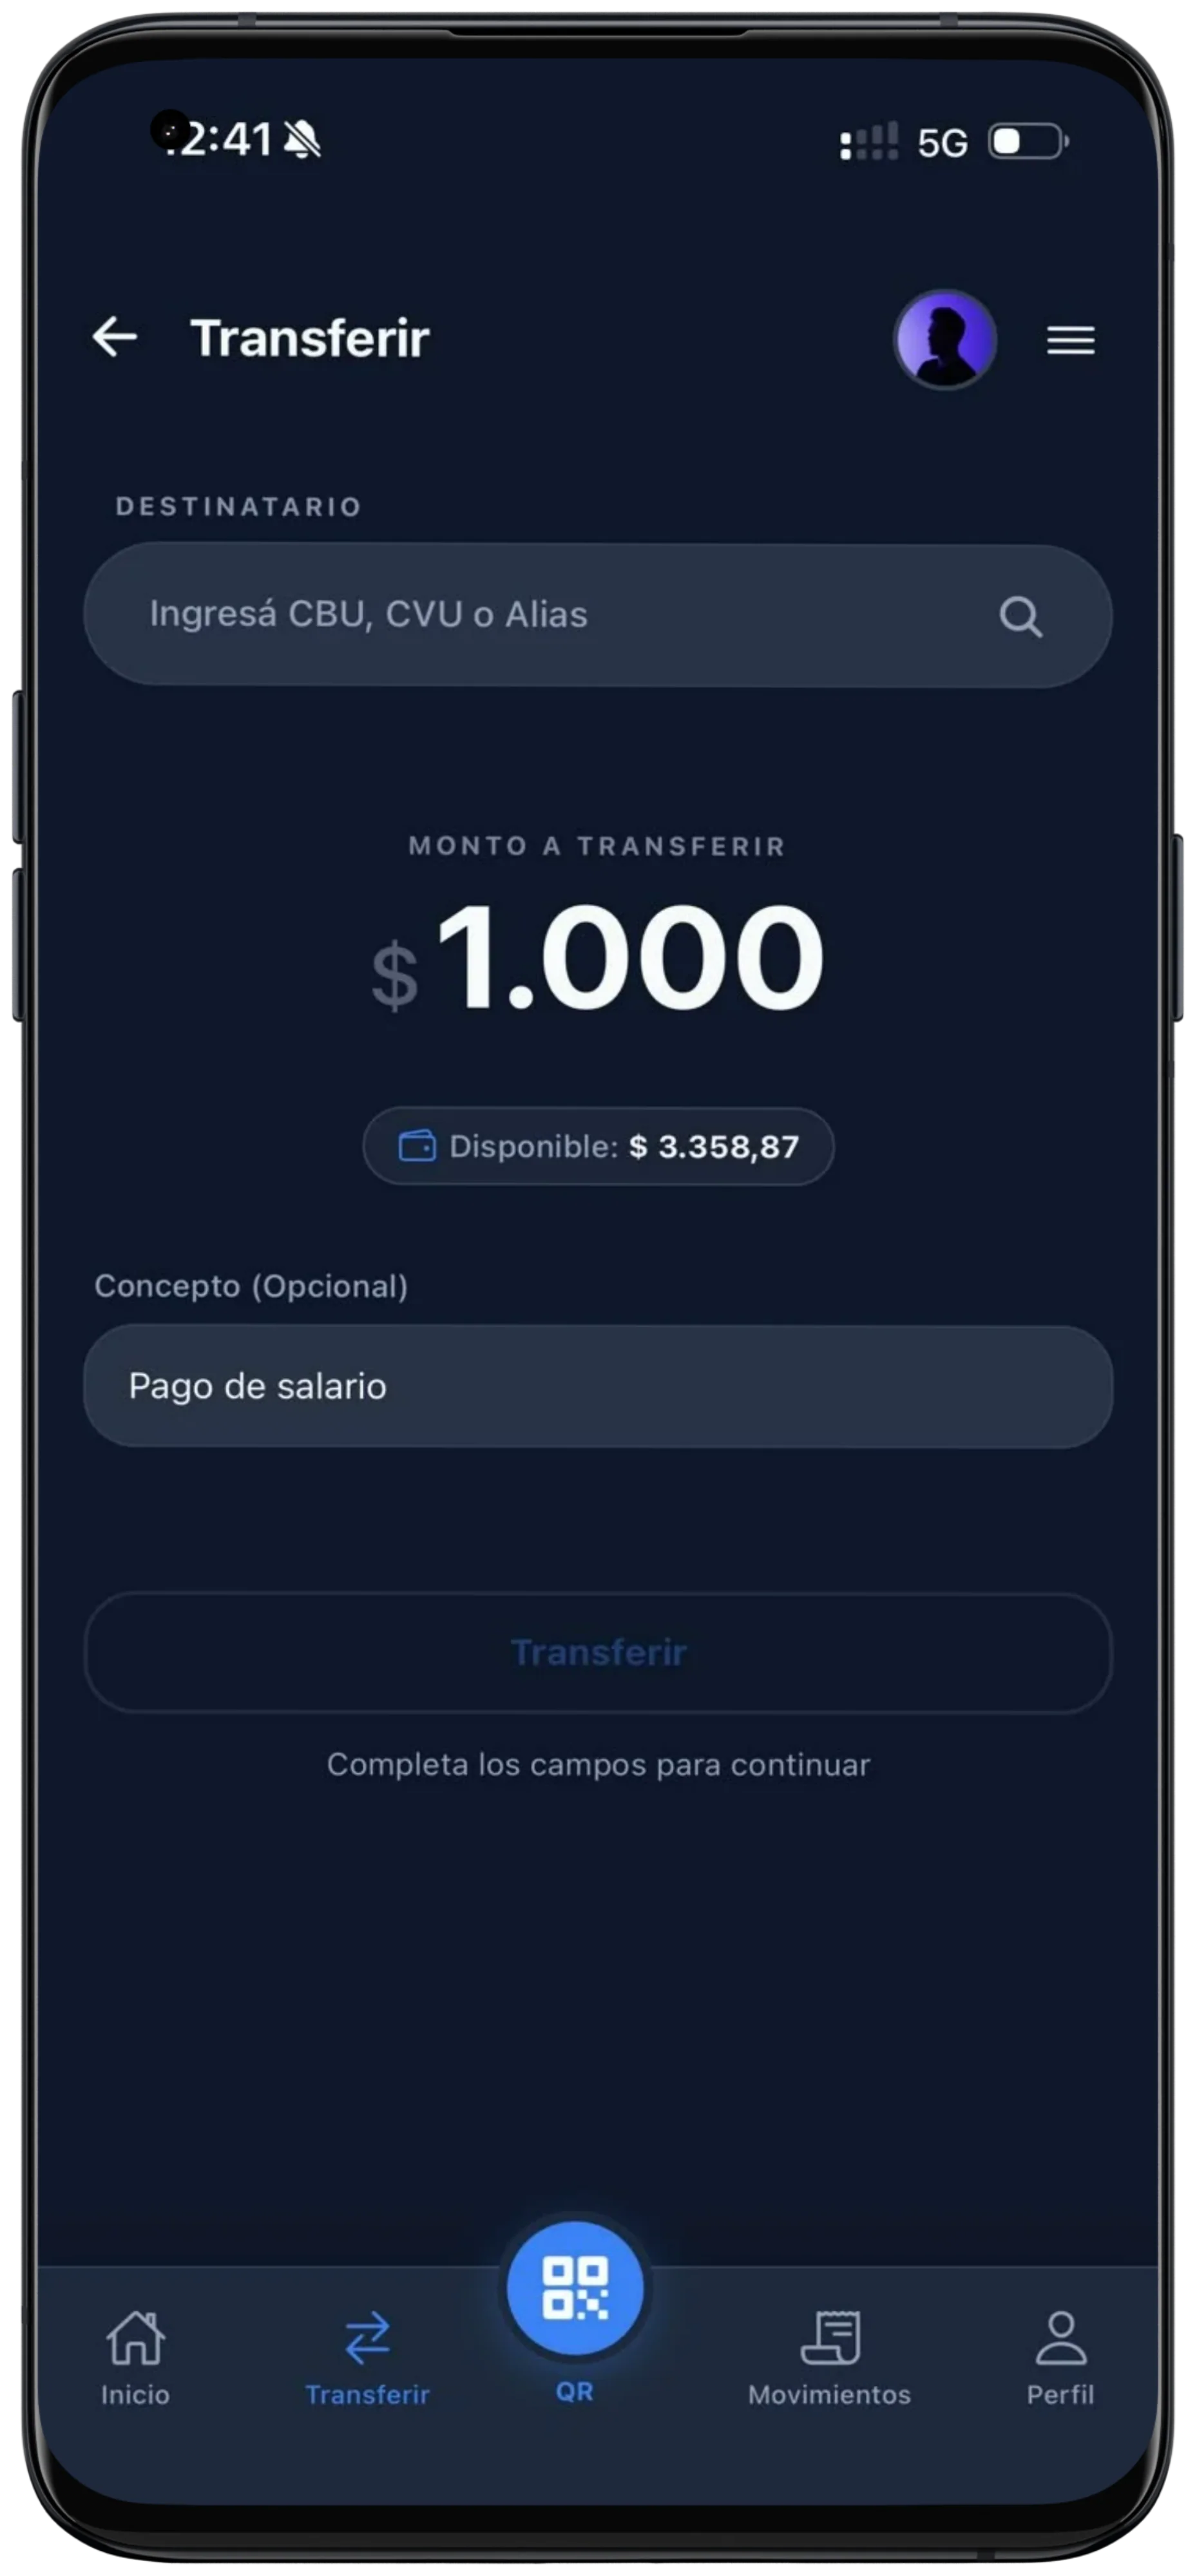 12:41
5G
Transferir
DESTINATARIO
Ingresá CBU, CVU o Alias
MONTO A TRANSFERIR
$ 1.000
Disponible: $ 3.358,87
Concepto (Opcional)
Pago de salario
Transferir
Completa los campos para continuar
Inicio
Transferir
QR
Movimientos
Perfil